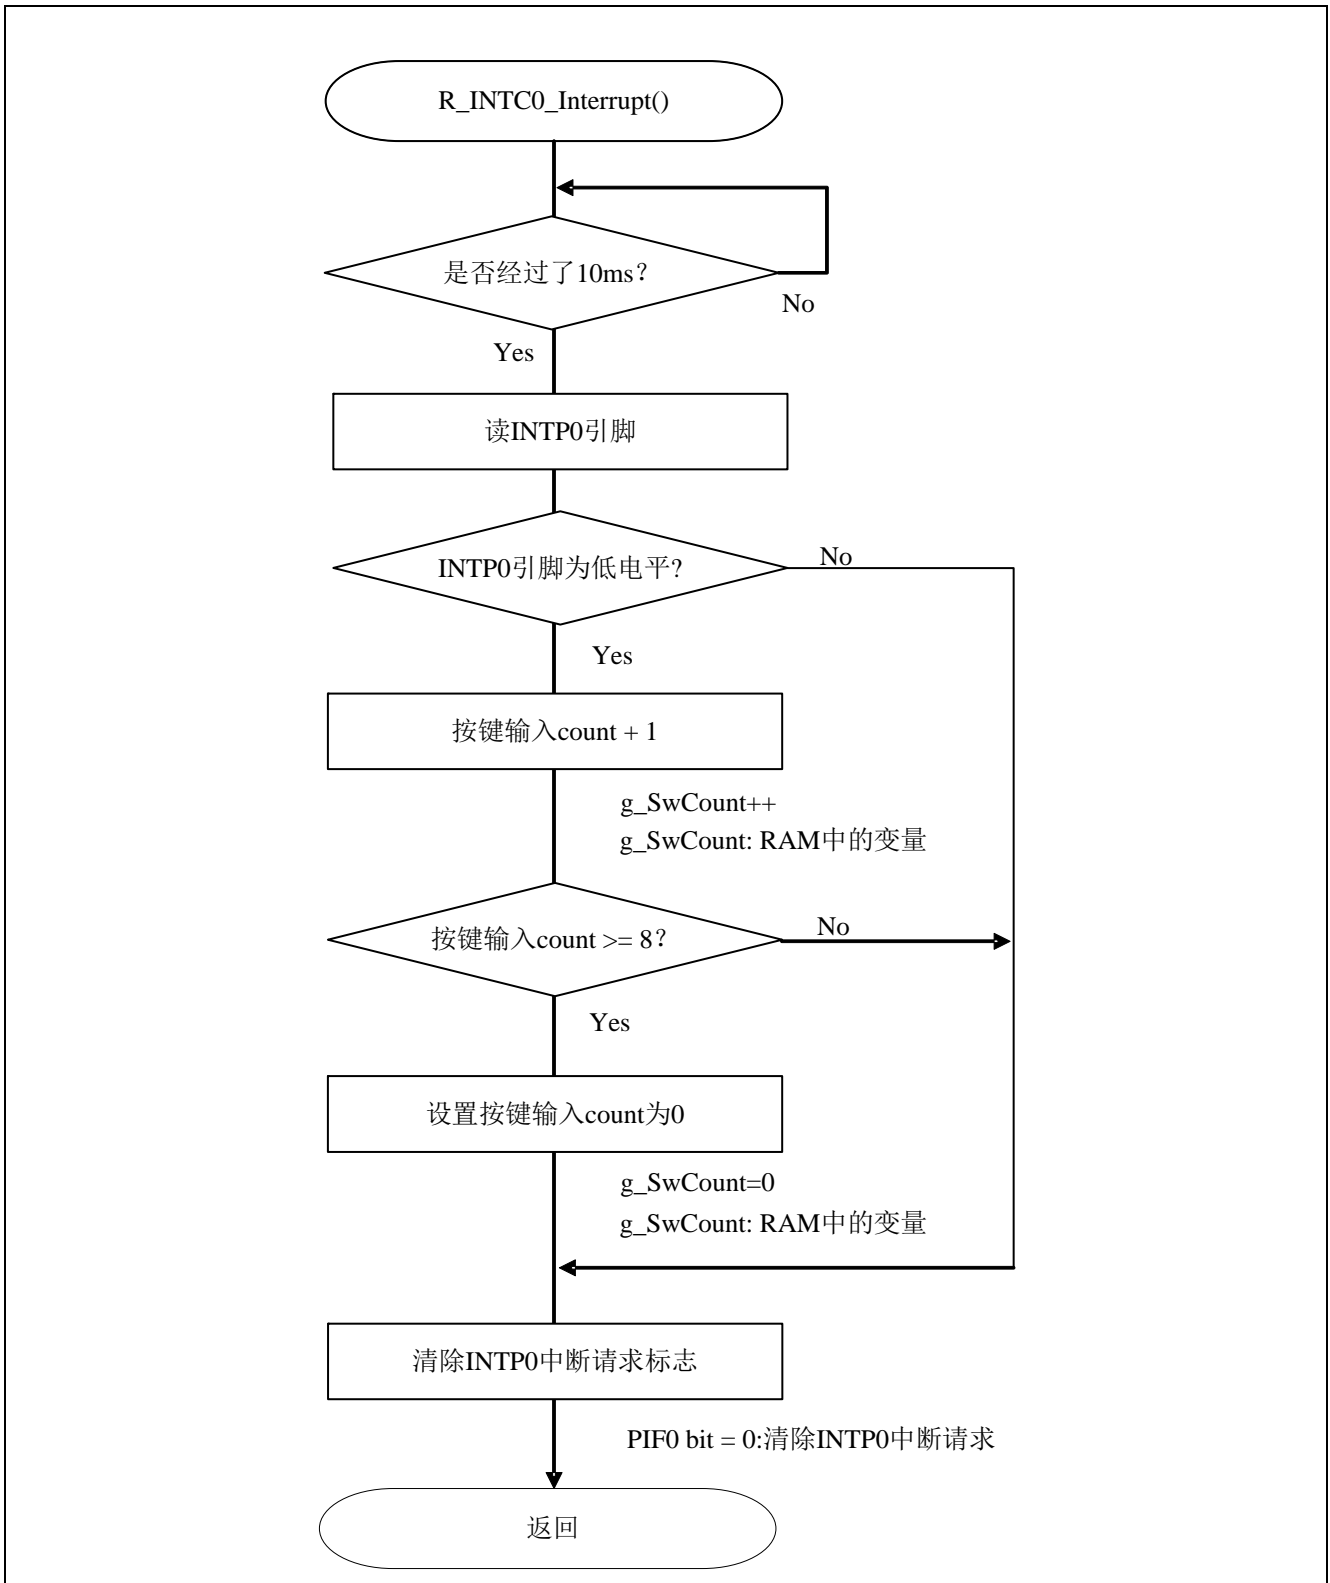 R_INTC0_Interrupt()
是否经过了10ms？
No
Yes
读INTP0引脚
INTP0引脚为低电平?
No
Yes
按键输入count + 1
g_SwCount++
g_SwCount: RAM中的变量
按键输入count >= 8？
No
Yes
设置按键输入count为0
g_SwCount=0
g_SwCount: RAM中的变量
清除INTP0中断请求标志
PIF0 bit = 0:清除INTP0中断请求
返回